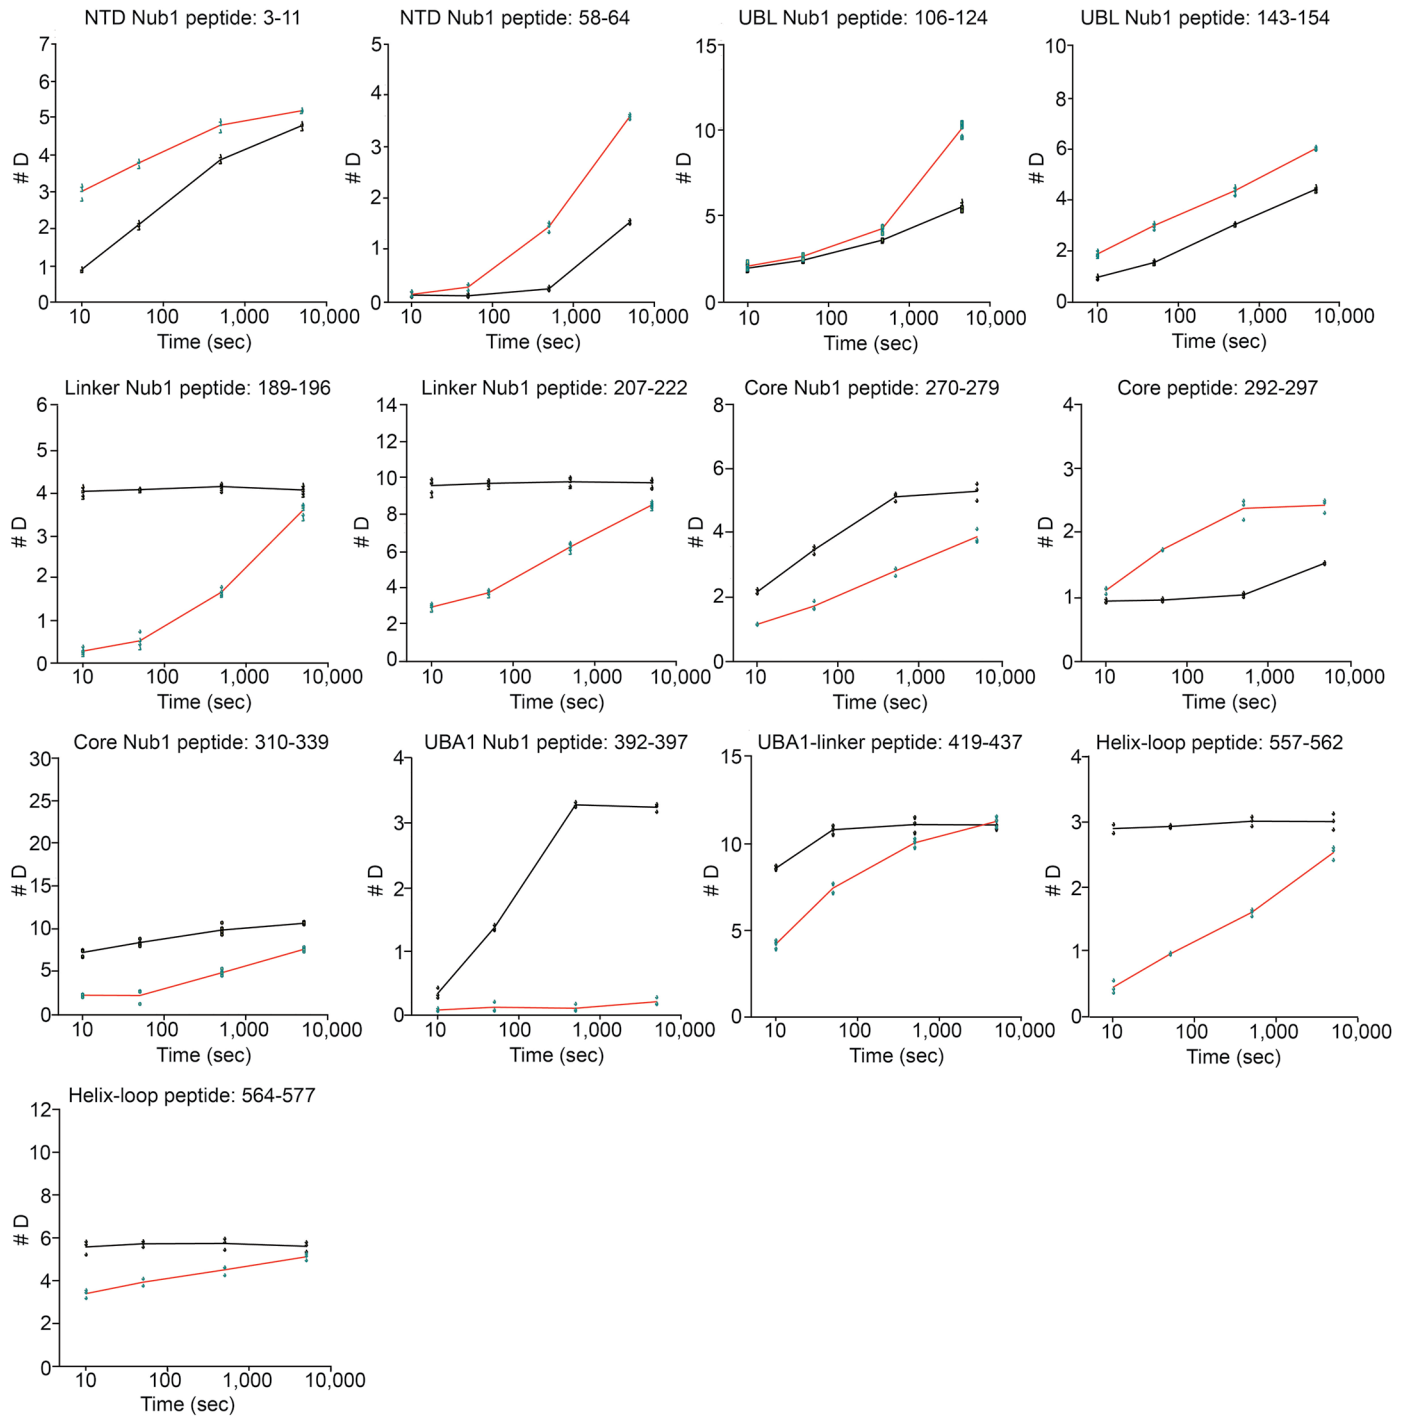 NTD Nub1 peptide: 3-11
7
6
5
4
3
2
1
0
# D
10 100 1,000 10,000
Time (sec)
NTD Nub1 peptide: 58-64
5
4
3
2
1
0
# D
10 100 1,000 10,000
Time (sec)
UBL Nub1 peptide: 106-124
15
10
5
0
# D
10 100 1,000 10,000
Time (sec)
UBL Nub1 peptide: 143-154
10
8
6
4
2
0
# D
10 100 1,000 10,000
Time (sec)
Linker Nub1 peptide: 189-196
6
5
4
3
2
1
0
# D
10 100 1,000 10,000
Time (sec)
Linker Nub1 peptide: 207-222
14
12
10
8
6
4
2
0
# D
10 100 1,000 10,000
Time (sec)
Core Nub1 peptide: 270-279
8
6
4
2
0
# D
10 100 1,000 10,000
Time (sec)
Core peptide: 292-297
4
3
2
1
0
# D
10 100 1,000 10,000
Time (sec)
Core Nub1 peptide: 310-339
30
25
20
15
10
5
0
# D
10 100 1,000 10,000
Time (sec)
UBA1 Nub1 peptide: 392-397
4
3
2
1
0
# D
10 100 1,000 10,000
Time (sec)
UBA1-linker peptide: 419-437
15
10
5
0
# D
10 100 1,000 10,000
Time (sec)
Helix-loop peptide: 557-562
4
3
2
1
0
# D
10 100 1,000 10,000
Time (sec)
Helix-loop peptide: 564-577
12
10
8
6
4
2
0
# D
10 100 1,000 10,000
Time (sec)